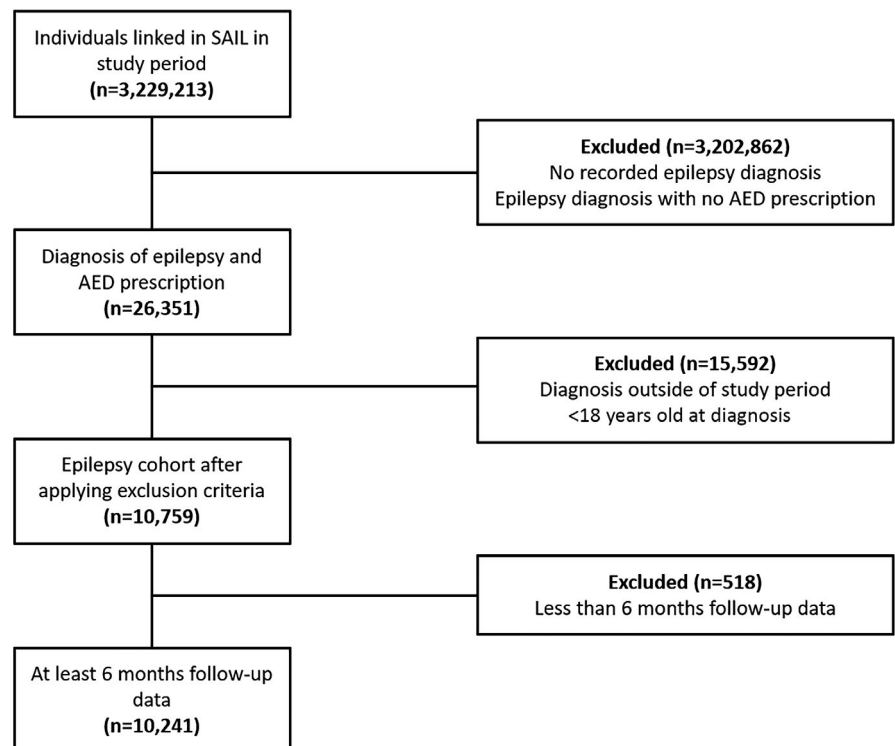 Individuals linked in SAIL in
study period
(n=3,229,213)
Excluded (n=3,202,862)
No recorded epilepsy diagnosis
Epilepsy diagnosis with no AED prescription
Diagnosis of epilepsy and
AED prescription
(n=26,351)
Excluded (n=15,592)
Diagnosis outside of study period
<18 years old at diagnosis
Epilepsy cohort after
applying exclusion criteria
(n=10,759)
Excluded (n=518)
Less than 6 months follow-up data
At least 6 months follow-up
data
(n=10,241)